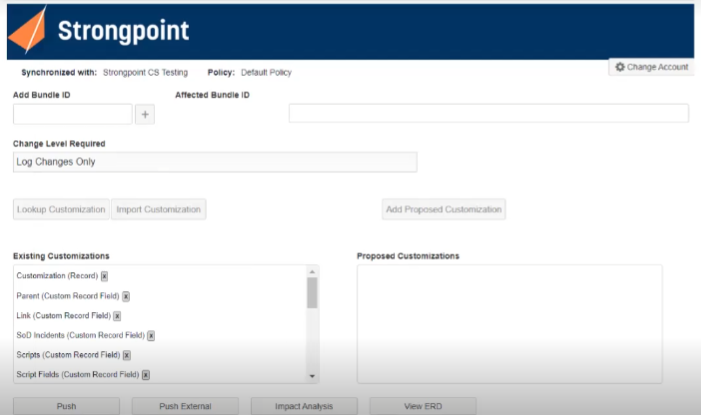 Strongpoint
Synchronized with: Strongpoint CS Testing Policy: Default Policy
Change Account
Add Bundle ID Affected Bundle ID
+
Change Level Required
Log Changes Only
Lookup Customization Import Customization Add Proposed Customization
Existing Customizations Proposed Customizations
Customization (Record) x
Parent (Custom Record Field) x
Link (Custom Record Field) x
SoD Incidents (Custom Record Field) x
Scripts (Custom Record Field) x
Script Fields (Custom Record Field) x
Push Push External Impact Analysis View ERD